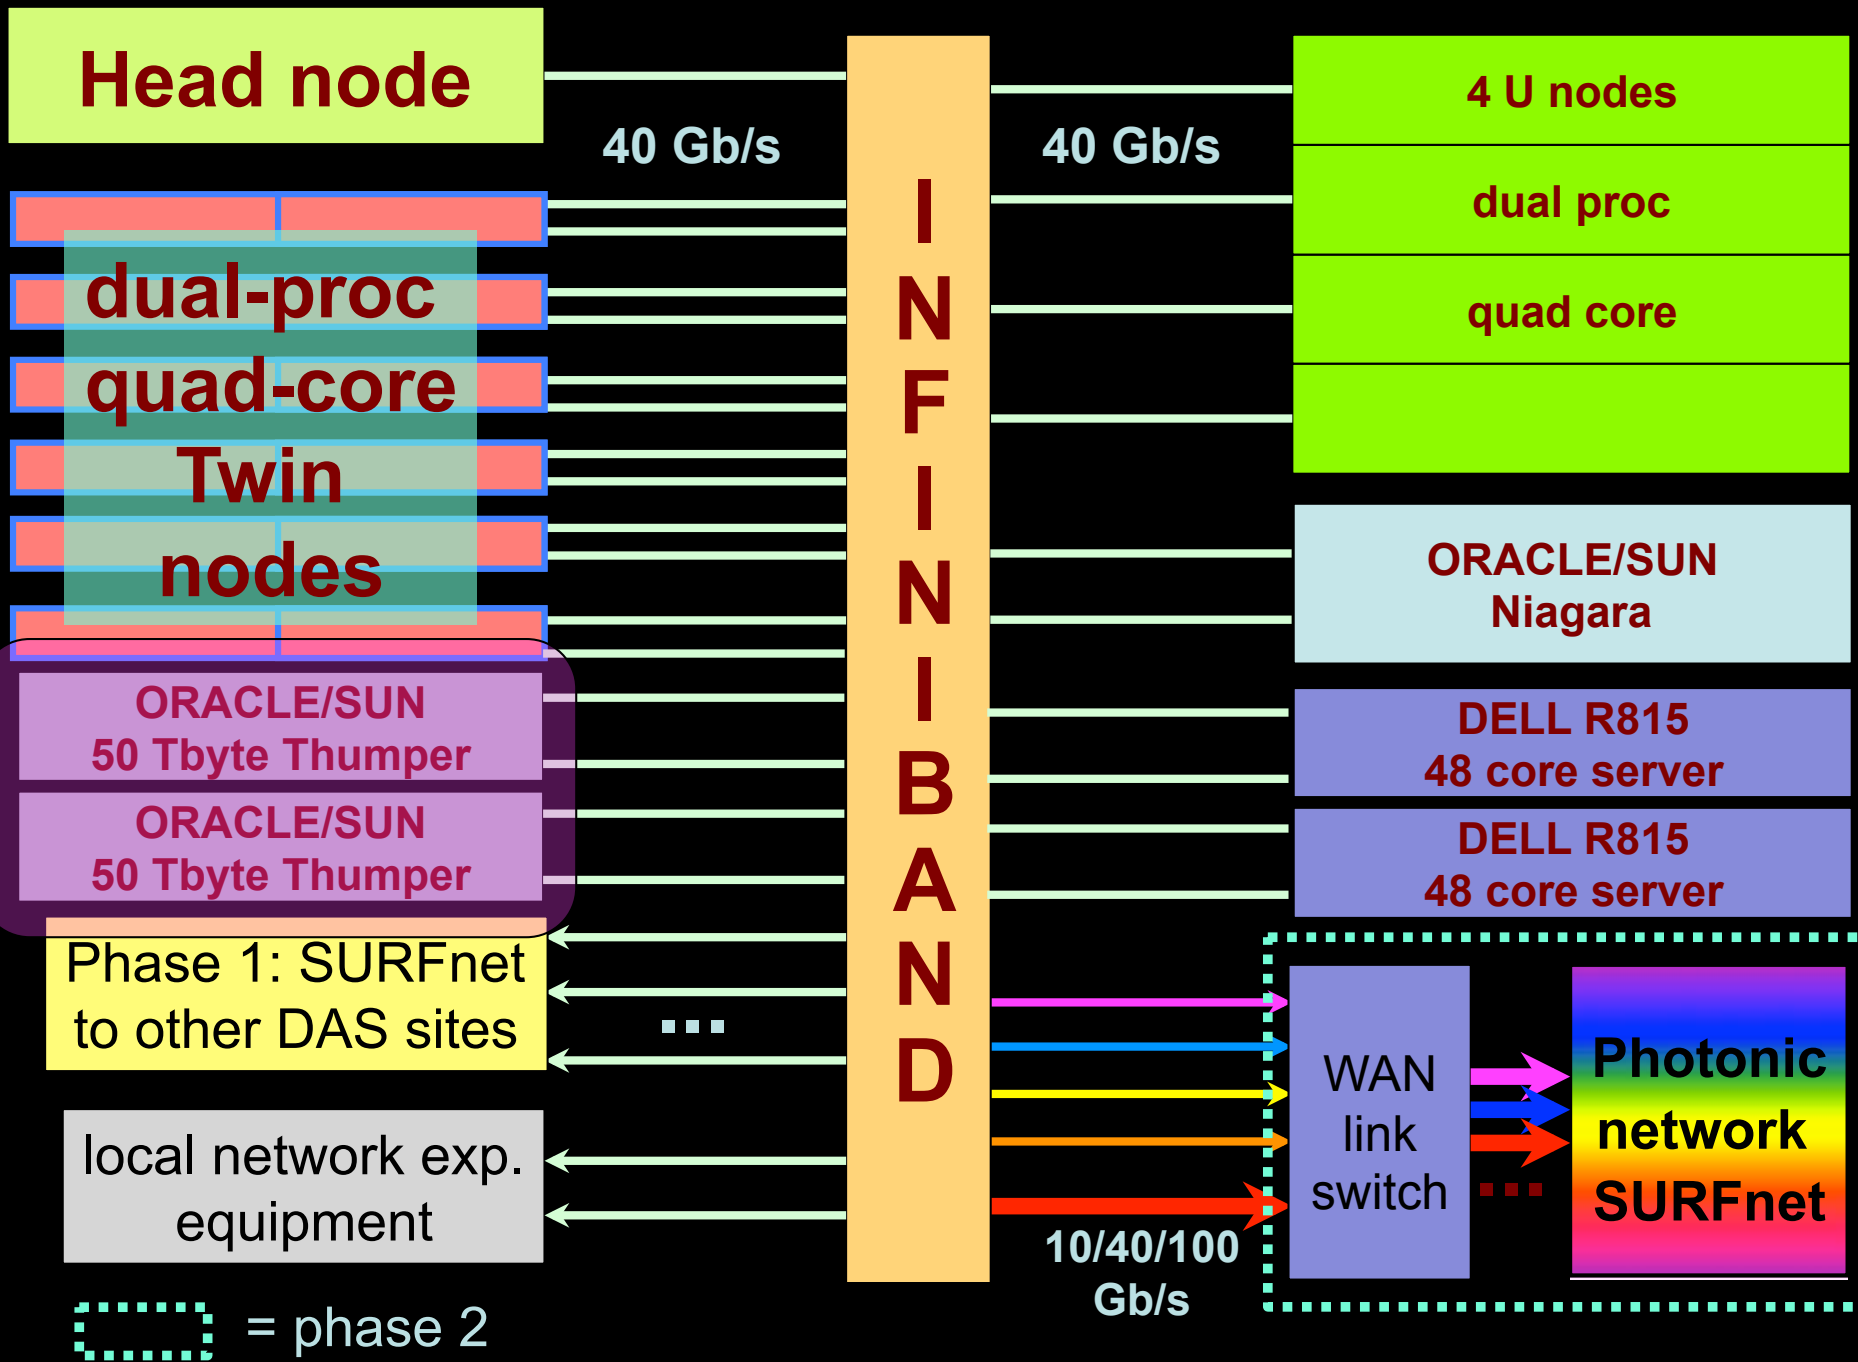 Head node
40 Gb/s
dual-proc
quad-core
Twin
nodes
ORACLE/SUN
50 Tbyte Thumper
ORACLE/SUN
50 Tbyte Thumper
Phase 1: SURFnet
to other DAS sites
...
local network exp.
equipment
= phase 2
I
N
F
I
N
I
B
A
N
D
40 Gb/s
4 U nodes
dual proc
quad core
ORACLE/SUN
Niagara
DELL R815
48 core server
DELL R815
48 core server
10/40/100
Gb/s
WAN
link
switch
...
Photonic
network
SURFnet